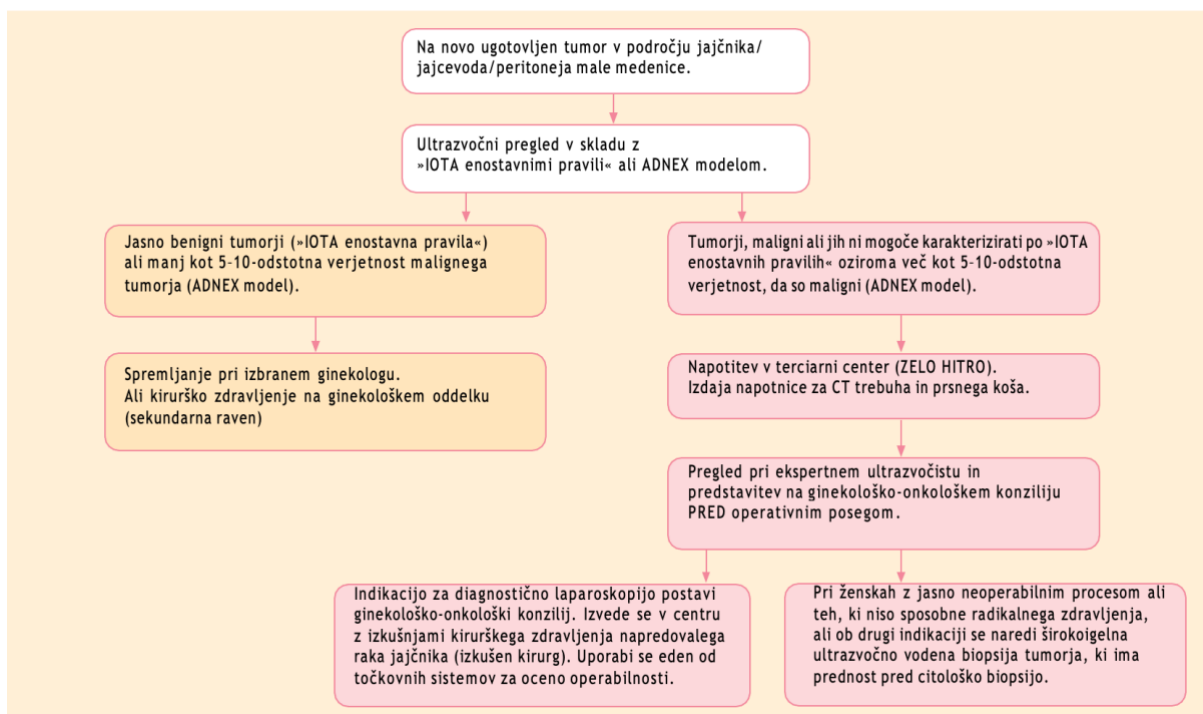 Na novo ugotovljen tumor v področju jajčnika/
jajcevoda/peritoneja male medenice.
Ultrazvočni pregled v skladu z
»IOTA enostavnimi pravili« ali ADNEX modelom.
Jasno benigni tumorji (»IOTA enostavna pravila«)
ali manj kot 5-10-odstotna verjetnost malignega
tumorja (ADNEX model).
Spremljanje pri izbranem ginekologu.
Ali kirurško zdravljenje na ginekološkem oddelku
(sekundarna raven)
Tumorji, maligni ali jih ni mogoče karakterizirati po »IOTA
enostavnih pravilih« oziroma več kot 5-10-odstotna
verjetnost, da so maligni (ADNEX model).
Napotitev v terciarni center (ZELO HITRO).
Izdaja napotnice za CT trebuha in prsnega koša.
Pregled pri ekspertnem ultrazvočistu in
predstavitev na ginekološko-onkološkem konziliju
PRED operativnim posegom.
Indikacijo za diagnostično laparoskopijo postavi
ginekološko-onkološki konzilij. Izvede se v centru
z izkušnjami kirurškega zdravljenja napredovalega
raka jajčnika (izkušen kirurg). Uporabi se eden od
točkovnih sistemov za oceno operabilnosti.
Pri ženskah z jasno neoperabilnim procesom ali
teh, ki niso sposobne radikalnega zdravljenja,
ali ob drugi indikaciji se naredi širokoigelna
ultrazvočno vodena biopsija tumorja, ki ima
prednost pred citološko biopsijo.